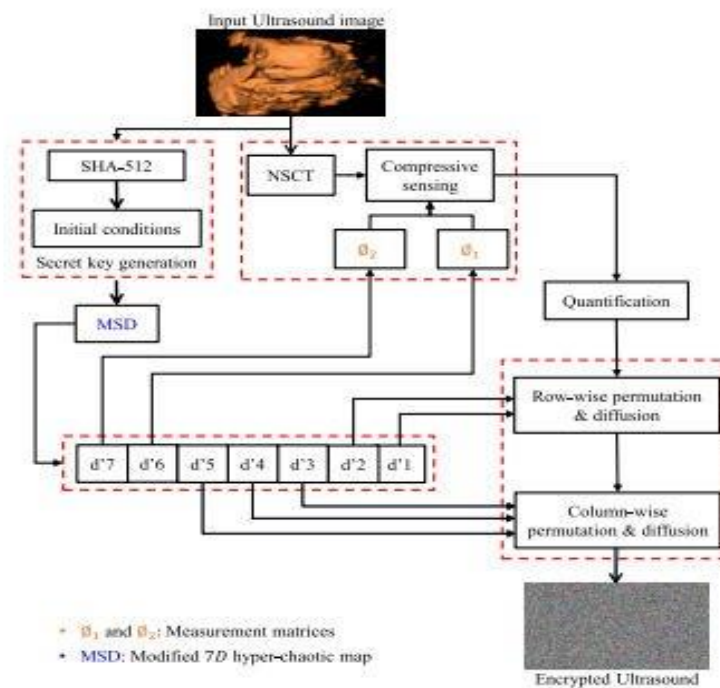 Input Ultrasound image
SHA-512
Initial conditions
Secret key generation
MSD
NSCT
Compressive
sensing
Ø₂
Ø₁
Quantification
Row-wise permutation
& diffusion
d'7 d'6 d'5 d'4 d'3 d'2 d'1
Column-wise
permutation & diffusion
• Ø₁ and Ø₂: Measurement matrices
• MSD: Modified 7D hyper-chaotic map
Encrypted Ultrasound